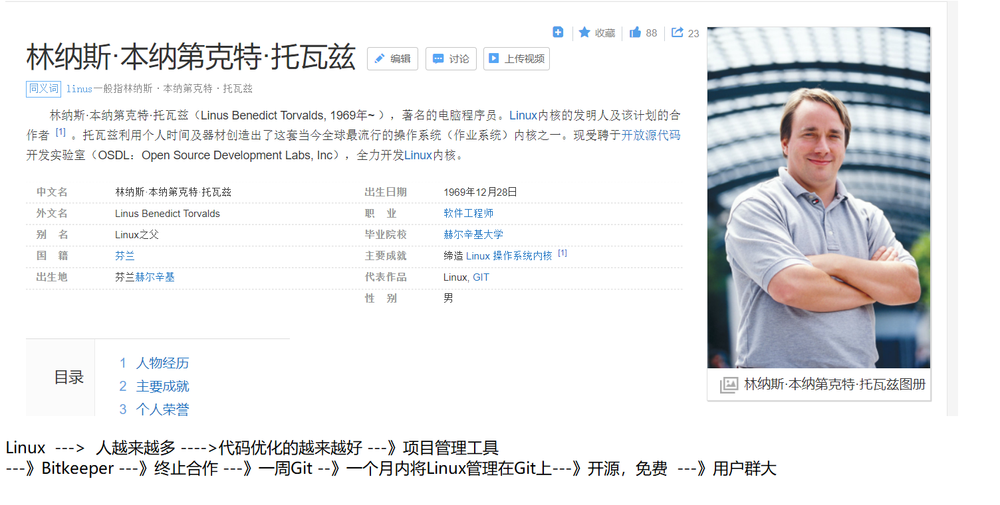 收藏 88 23
林纳斯·本纳第克特·托瓦兹 编辑 讨论 上传视频
同义词 linus一般指林纳斯·本纳第克特·托瓦兹
林纳斯·本纳第克特·托瓦兹（Linus Benedict Torvalds, 1969年~ ），著名的电脑程序员。Linux内核的发明人及该计划的合
作者 [1] 。托瓦兹利用个人时间及器材创造出了这套当今全球最流行的操作系统（作业系统）内核之一。现受聘于开放源代码
开发实验室（OSDL：Open Source Development Labs, Inc），全力开发Linux内核。
中文名 林纳斯·本纳第克特·托瓦兹 出生日期 1969年12月28日
外文名 Linus Benedict Torvalds 职 业 软件工程师
别 名 Linux之父 毕业院校 赫尔辛基大学
国 籍 芬兰 主要成就 缔造 Linux 操作系统内核 [1]
出生地 芬兰赫尔辛基 代表作品 Linux, GIT
性 别 男
目录
1 人物经历
2 主要成就
3 个人荣誉
林纳斯·本纳第克特·托瓦兹图册
Linux ---> 人越来越多 ---->代码优化的越来越好 ---》项目管理工具
---》Bitkeeper ---》终止合作 ---》一周Git --》一个月内将Linux管理在Git上---》开源，免费 ---》用户群大